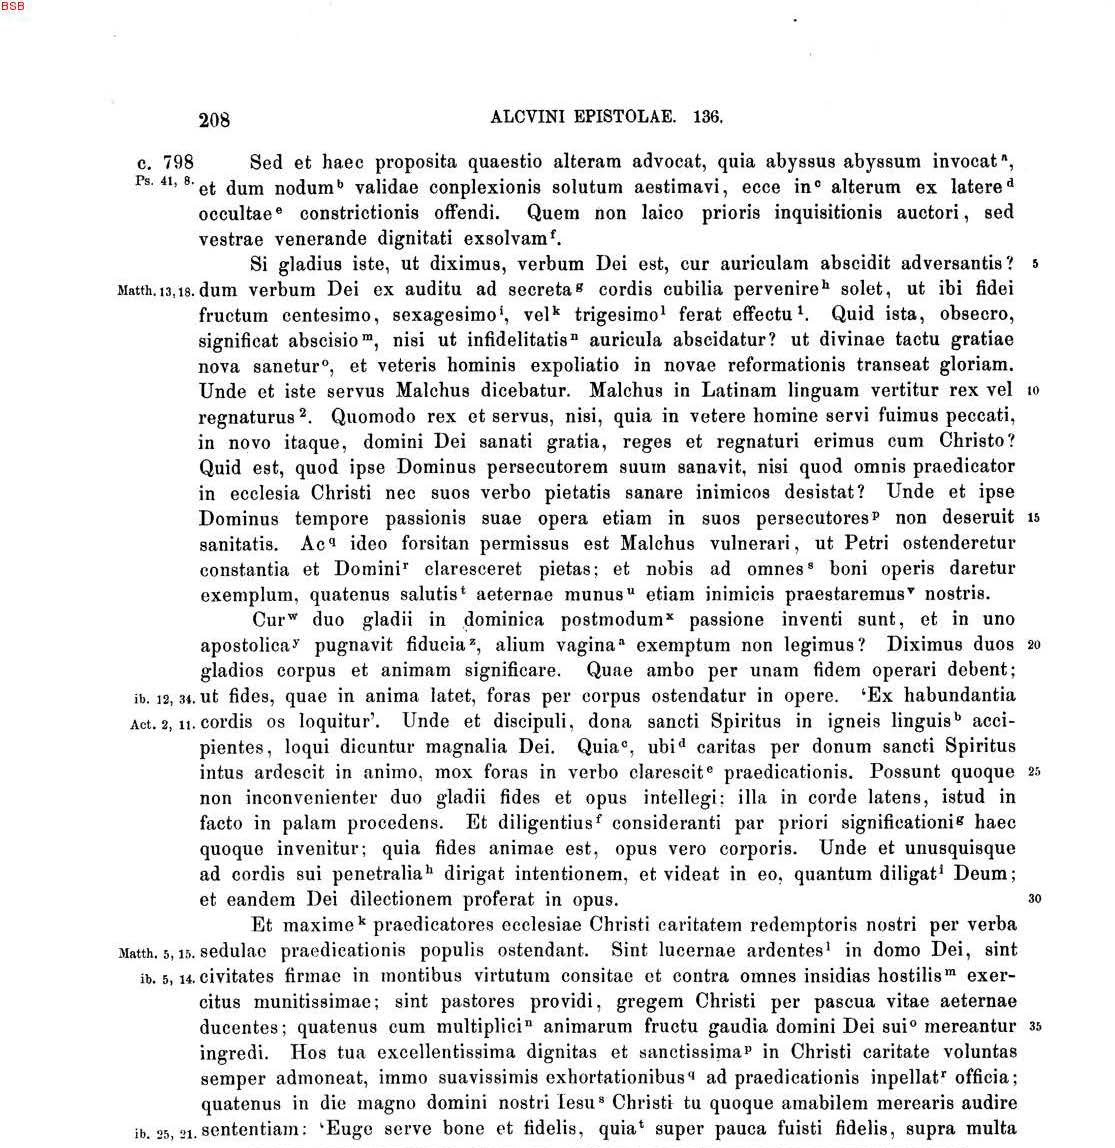 BSB
208 ALCVINI EPISTOLAE. 136.
c. 798 Sed et haec proposita quaestio alteram advocat, quia abyssus abyssum invocat ᵃ,
Ps. 41, 8. et dum nodum ᵇ validae conplexionis solutum aestimavi, ecce in ᶜ alterum ex latere ᵈ
occultae ᵉ constrictionis offendi. Quem non laico prioris inquisitionis auctori, sed
vestrae venerande dignitati exsolvam ᶠ.
Si gladius iste, ut diximus, verbum Dei est, cur auriculam abscidit adversantis? 5
Matth. 13, 18. dum verbum Dei ex auditu ad secreta ᵍ cordis cubilia pervenire ʰ solet, ut ibi fidei
fructum centesimo, sexagesimo ⁱ, vel ᵏ trigesimo ˡ ferat effectu ¹. Quid ista, obsecro,
significat abscisio ᵐ, nisi ut infidelitatis ⁿ auricula abscidatur? ut divinae tactu gratiae
nova sanetur ᵒ, et veteris hominis expoliatio in novae reformationis transeat gloriam.
Unde et iste servus Malchus dicebatur. Malchus in Latinam linguam vertitur rex vel 10
regnaturus ². Quomodo rex et servus, nisi, quia in vetere homine servi fuimus peccati,
in novo itaque, domini Dei sanati gratia, reges et regnaturi erimus cum Christo?
Quid est, quod ipse Dominus persecutorem suum sanavit, nisi quod omnis praedicator
in ecclesia Christi nec suos verbo pietatis sanare inimicos desistat? Unde et ipse
Dominus tempore passionis suae opera etiam in suos persecutores ᵖ non deseruit 15
sanitatis. Ac q ideo forsitan permissus est Malchus vulnerari, ut Petri ostenderetur
constantia et Domini ʳ claresceret pietas; et nobis ad omnes ˢ boni operis daretur
exemplum, quatenus salutis ᵗ aeternae munus ᵘ etiam inimicis praestaremus ᵛ nostris.
Cur ʷ duo gladii in dominica postmodum ˣ passione inventi sunt, et in uno
apostolica ʸ pugnavit fiducia ᶻ, alium vagina ᵃ exemptum non legimus? Diximus duos 20
gladios corpus et animam significare. Quae ambo per unam fidem operari debent;
ib. 12, 34. ut fides, quae in anima latet, foras per corpus ostendatur in opere. ‘Ex habundantia
Act. 2, 11. cordis os loquitur’. Unde et discipuli, dona sancti Spiritus in igneis linguis ᵇ acci-
pientes, loqui dicuntur magnalia Dei. Quia ᶜ, ubi ᵈ caritas per donum sancti Spiritus
intus ardescit in animo, mox foras in verbo clarescit ᵉ praedicationis. Possunt quoque 25
non inconvenienter duo gladii fides et opus intellegi; illa in corde latens, istud in
facto in palam procedens. Et diligentius ᶠ consideranti par priori significationi ᵍ haec
quoque invenitur; quia fides animae est, opus vero corporis. Unde et unusquisque
ad cordis sui penetralia ʰ dirigat intentionem, et videat in eo, quantum diligat ⁱ Deum;
et eandem Dei dilectionem proferat in opus. 30
Et maxime ᵏ praedicatores ecclesiae Christi caritatem redemptoris nostri per verba
Matth. 5, 15. sedulae praedicationis populis ostendant. Sint lucernae ardentes ˡ in domo Dei, sint
ib. 5, 14. civitates firmae in montibus virtutum consitae et contra omnes insidias hostilis ᵐ exer-
citus munitissimae; sint pastores providi, gregem Christi per pascua vitae aeternae
ducentes; quatenus cum multiplici ⁿ animarum fructu gaudia domini Dei sui ᵒ mereantur 35
ingredi. Hos tua excellentissima dignitas et sanctissima ᵖ in Christi caritate voluntas
semper admoneat, immo suavissimis exhortationibus q ad praedicationis inpellat ʳ officia;
quatenus in die magno domini nostri Iesu ˢ Christi tu quoque amabilem merearis audire
ib. 25, 21. sententiam: ‘Euge serve bone et fidelis, quia ᵗ super pauca fuisti fidelis, supra multa